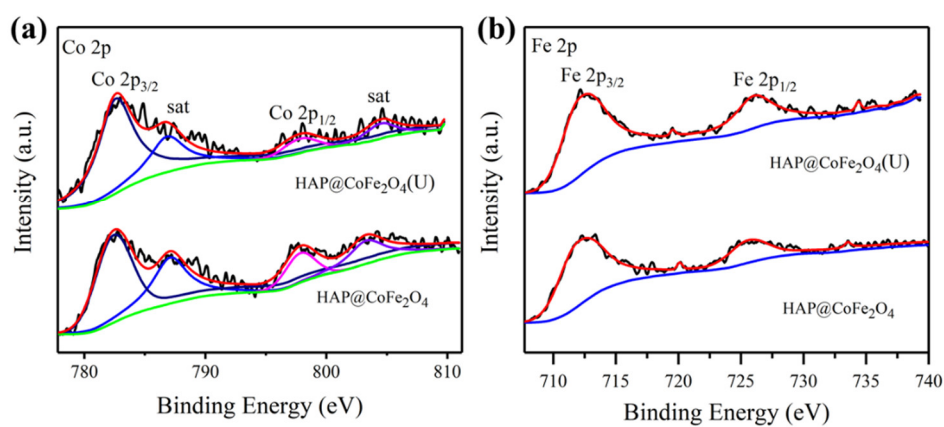 (a)
Co 2p
Co 2p3/2
sat
Co 2p1/2
sat
HAP@CoFe2O4(U)
HAP@CoFe2O4
Intensity (a.u.)
780 790 800 810
Binding Energy (eV)
(b)
Fe 2p
Fe 2p3/2
Fe 2p1/2
HAP@CoFe2O4(U)
HAP@CoFe2O4
Intensity (a.u.)
710 715 720 725 730 735 740
Binding Energy (eV)